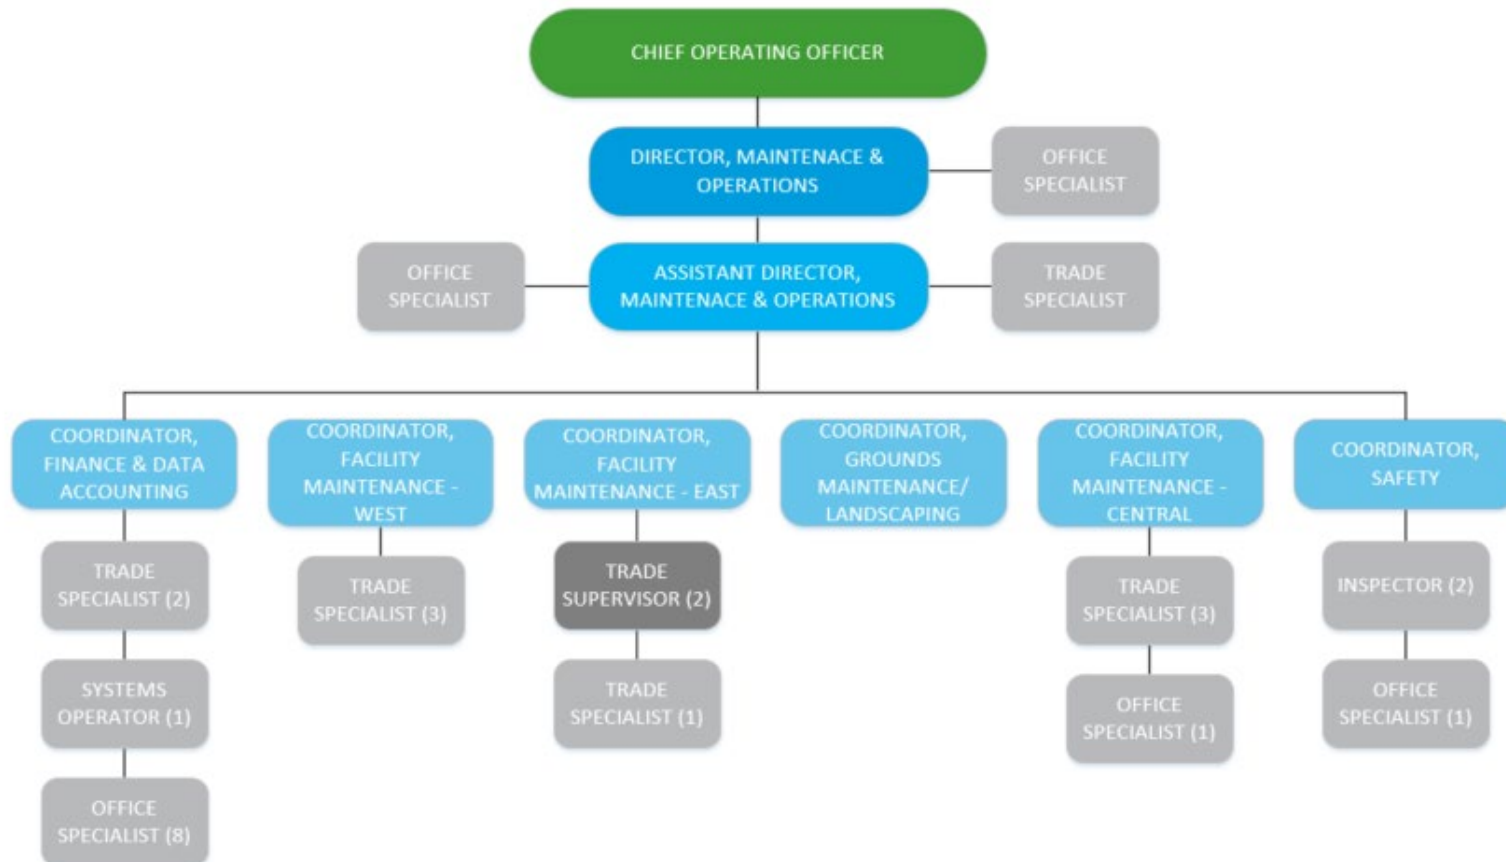 CHIEF OPERATING OFFICER
DIRECTOR, MAINTENACE &
OPERATIONS
OFFICE
SPECIALIST
OFFICE
SPECIALIST
ASSISTANT DIRECTOR,
MAINTENACE & OPERATIONS
TRADE
SPECIALIST
COORDINATOR,
FINANCE & DATA
ACCOUNTING
COORDINATOR,
FACILITY
MAINTENANCE -
WEST
COORDINATOR,
FACILITY
MAINTENANCE - EAST
COORDINATOR,
GROUNDS
MAINTENANCE/
LANDSCAPING
COORDINATOR,
FACILITY
MAINTENANCE -
CENTRAL
COORDINATOR,
SAFETY
TRADE
SPECIALIST (2)
TRADE
SPECIALIST (3)
TRADE
SUPERVISOR (2)
TRADE
SPECIALIST (3)
INSPECTOR (2)
SYSTEMS
OPERATOR (1)
TRADE
SPECIALIST (1)
OFFICE
SPECIALIST (1)
OFFICE
SPECIALIST (1)
OFFICE
SPECIALIST (8)